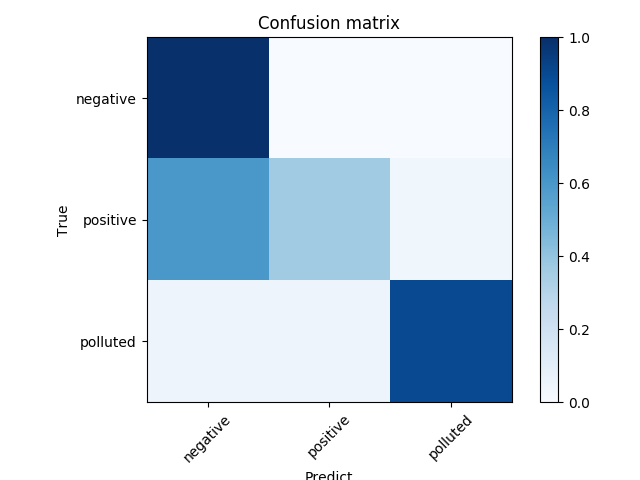 Confusion matrix
True
negative
positive
polluted
negative
positive
polluted
Predict
1.0
0.8
0.6
0.4
0.2
0.0